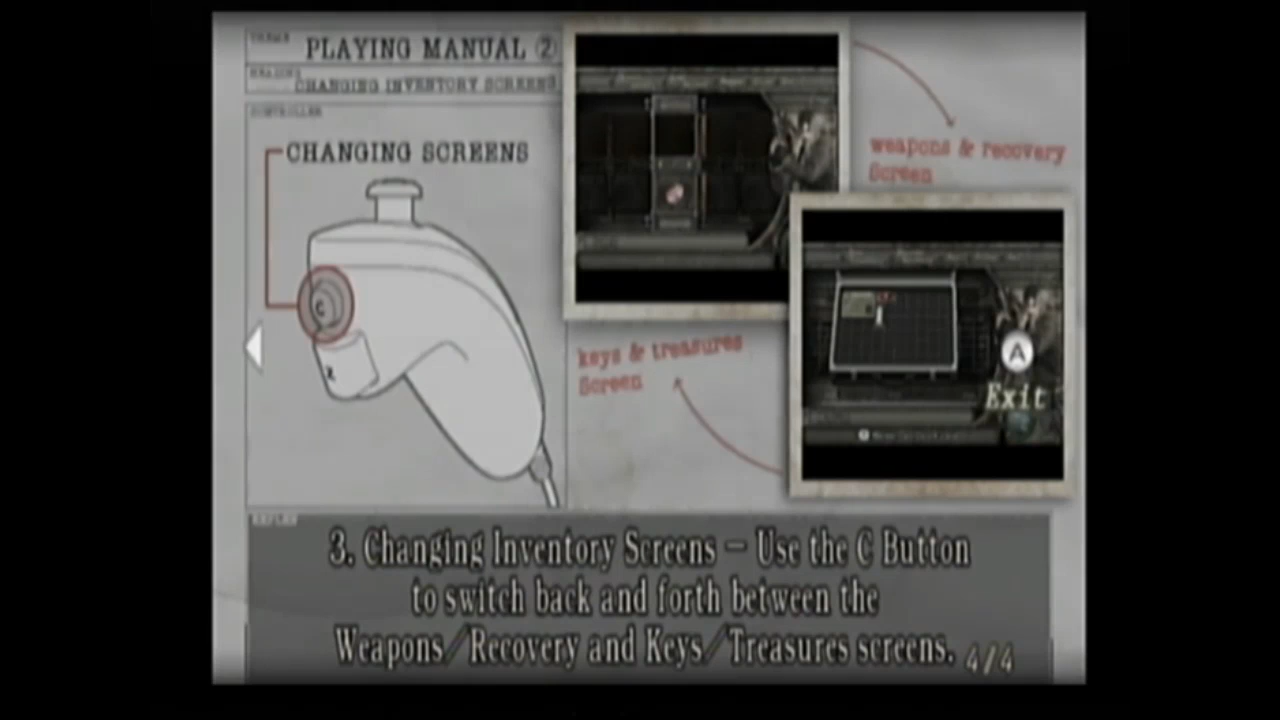 PLAYING MANUAL ②
CHANGING INVENTORY SCREENS
CONTROLLER
CHANGING SCREENS
C
Z
weapons & recovery
Screen
keys & treasures
Screen
A
Exit
3. Changing Inventory Screens – Use the C Button
to switch back and forth between the
Weapons/Recovery and Keys/Treasures screens.
4/4